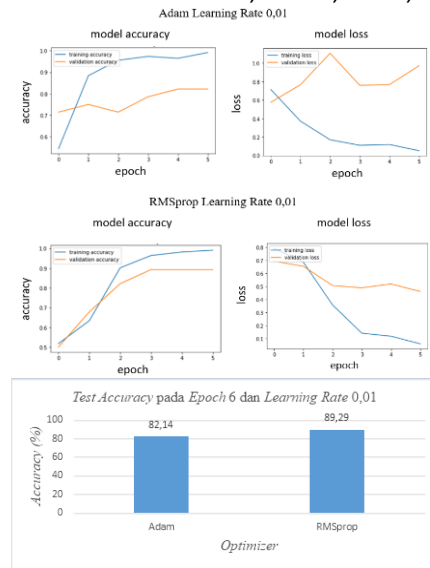 Adam Learning Rate 0,01
model accuracy
model loss
training accuracy
validation accuracy
training loss
validation loss
accuracy
1.0
0.9
0.8
0.7
0.6
0 1 2 3 4 5
epoch
loss
1.0
0.8
0.6
0.4
0.2
0 1 2 3 4 5
epoch
RMSprop Learning Rate 0,01
model accuracy
model loss
training accuracy
validation accuracy
training loss
validation loss
accuracy
1.0
0.9
0.8
0.7
0.6
0.5
0 1 2 3 4 5
epoch
loss
0.8
0.7
0.6
0.5
0.4
0.3
0.2
0.1
0 1 2 3 4 5
epoch
Test Accuracy pada Epoch 6 dan Learning Rate 0,01
Accuracy (%)
100
80
60
40
20
0
82,14
89,29
Adam
RMSprop
Optimizer